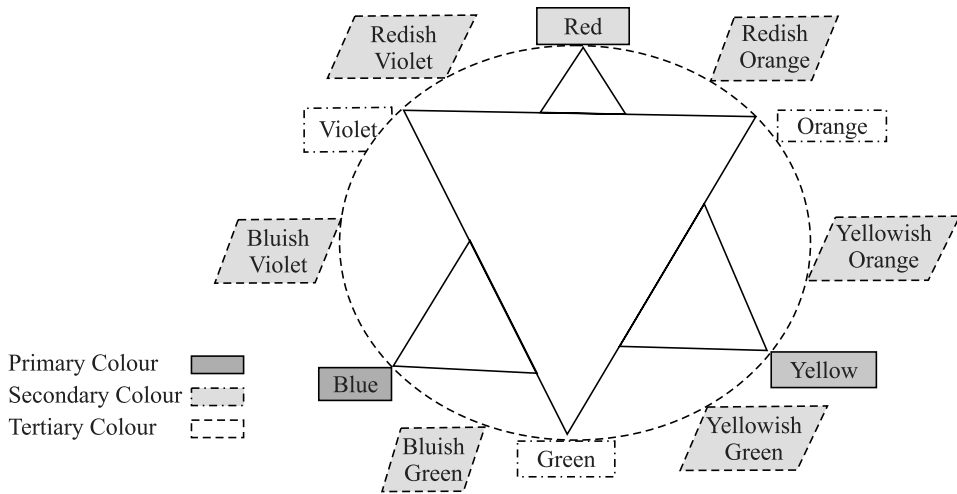 Red
Redish
Violet
Redish
Orange
Violet
Orange
Bluish
Violet
Yellowish
Orange
Primary Colour
Secondary Colour
Tertiary Colour
Blue
Yellow
Bluish
Green
Green
Yellowish
Green